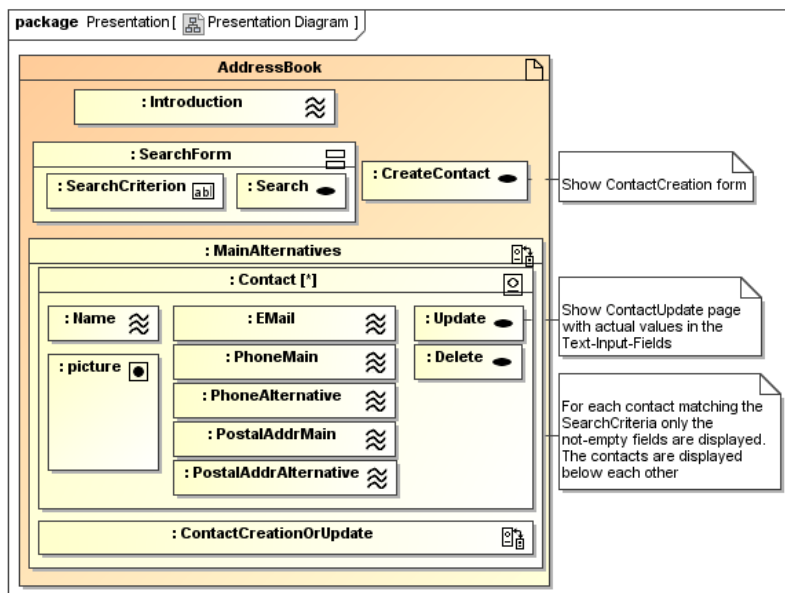 package Presentation [ Presentation Diagram ]
AddressBook
: Introduction
: SearchForm
: SearchCriterion
ab|
: Search
: CreateContact
Show ContactCreation form
: MainAlternatives
: Contact [*]
: Name
: EMail
: Update
Show ContactUpdate page
with actual values in the
Text-Input-Fields
: picture
: PhoneMain
: Delete
: PhoneAlternative
: PostalAddrMain
: PostalAddrAlternative
For each contact matching the
SearchCriteria only the
not-empty fields are displayed.
The contacts are displayed
below each other
: ContactCreationOrUpdate